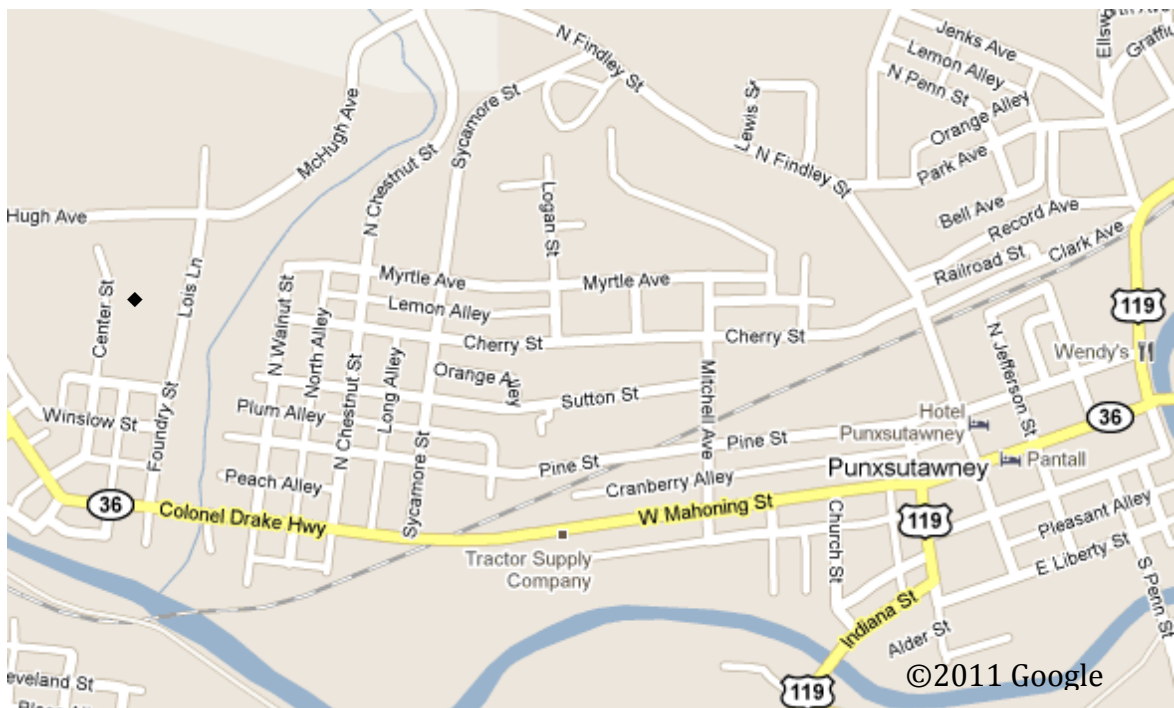 N Findley St
Jenks Ave
Lemon Alley
N Penn St
Orange Alley
Park Ave
Ellsw
Graffiu
McHugh Ave
Sycamore St
Lewis St
N Findley St
N Chestnut St
Logan St
Bell Ave
Record Ave
Hugh Ave
Clark Ave
Railroad St
Center St
Lois Ln
Myrtle Ave
Myrtle Ave
Lemon Alley
119
N Walnut St
North Alley
Cherry St
Cherry St
N Jefferson St
Wendy's
N Chestnut St
Long Alley
Orange Alley
Sutton St
Mitchell Ave
Winslow St
Foundry St
Plum Alley
Hotel
Punxsutawney
36
Pine St
Pine St
Punxsutawney
Pantall
Peach Alley
Sycamore St
Cranberry Alley
36
Colonel Drake Hwy
W Mahoning St
119
Pleasant Alley
Church St
Tractor Supply
Company
E Liberty St
S Penn St
Indiana St
Alder St
eveland St
119
©2011 Google